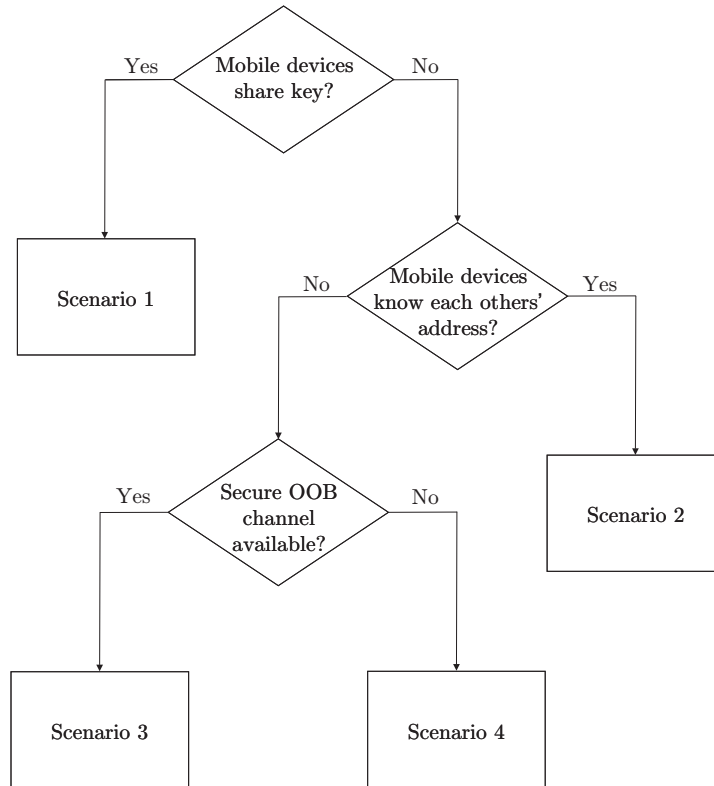 Yes
Mobile devices
share key?
No
Scenario 1
No
Mobile devices
know each others'
address?
Yes
Yes
Secure OOB
channel
available?
No
Scenario 2
Scenario 3
Scenario 4